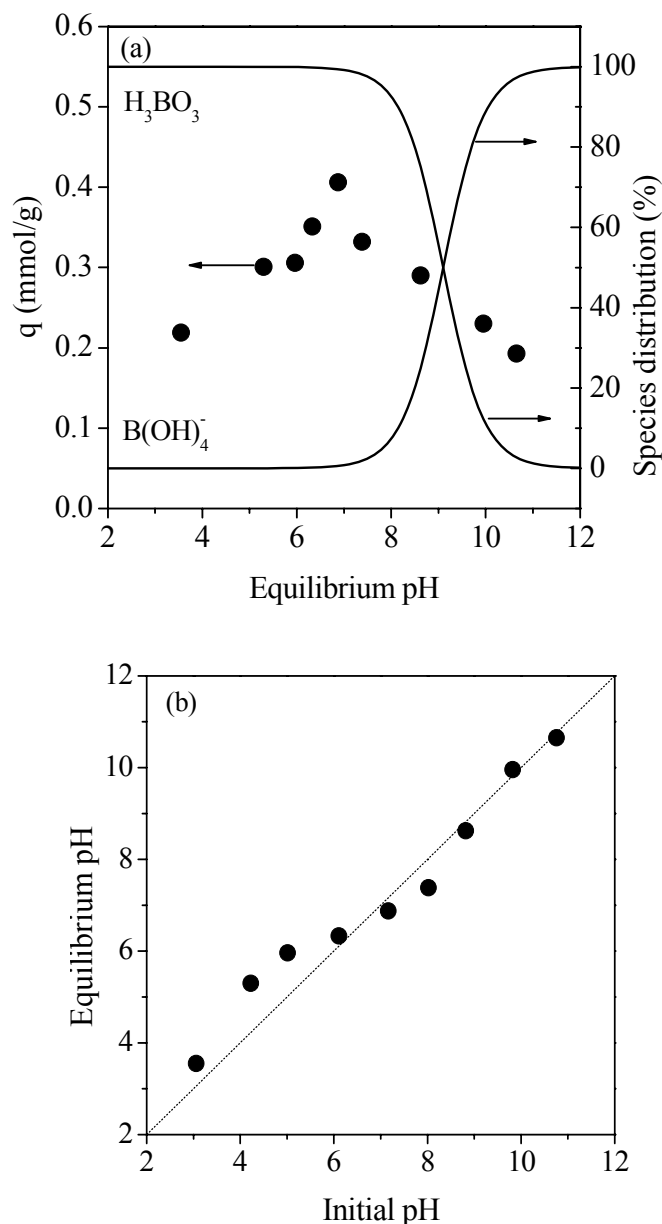 (a)
H₃BO₃
B(OH)₄⁻
q (mmol/g)
0.6
0.5
0.4
0.3
0.2
0.1
0.0
100
80
60
40
20
0
Species distribution (%)
2 4 6 8 10 12
Equilibrium pH
(b)
Equilibrium pH
12
10
8
6
4
2
2 4 6 8 10 12
Initial pH